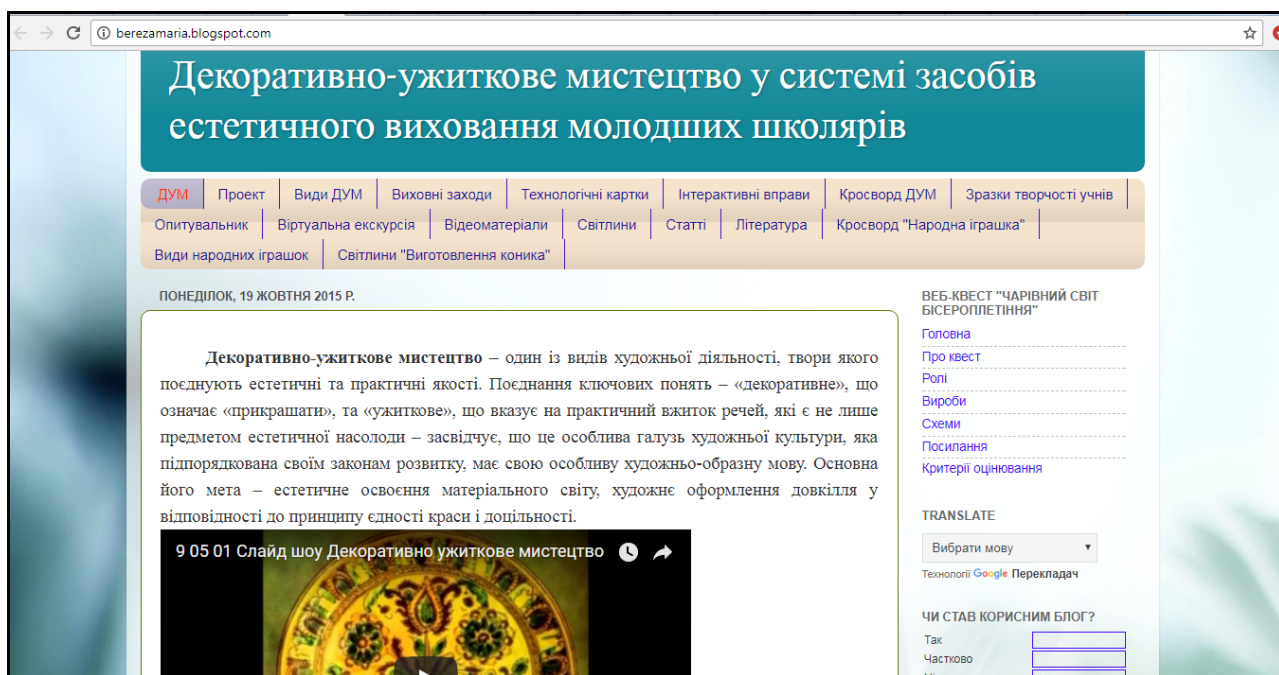 berezamaria.blogspot.com
Декоративно-ужиткове мистецтво у системі засобів
естетичного виховання молодших школярів
ДУМ Проект Види ДУМ Виховні заходи Технологічні картки Інтерактивні вправи Кросворд ДУМ Зразки творчості учнів
Опитувальник Віртуальна екскурсія Відеоматеріали Світлини Статті Література Кросворд "Народна іграшка"
Види народних іграшок Світлини "Виготовлення коника"
ПОНЕДІЛОК, 19 ЖОВТНЯ 2015 Р.
Декоративно-ужиткове мистецтво – один із видів художньої діяльності, твори якого
поєднують естетичні та практичні якості. Поєднання ключових понять – «декоративне», що
означає «прикрашати», та «ужиткове», що вказує на практичний вжиток речей, які є не лише
предметом естетичної насолоди – засвідчує, що це особлива галузь художньої культури, яка
підпорядкована своїм законам розвитку, має свою особливу художньо-образну мову. Основна
його мета – естетичне освоєння матеріального світу, художнє оформлення довкілля у
відповідності до принципу єдності краси і доцільності.
9 05 01 Слайд шоу Декоративно ужиткове мистецтво
ВЕБ-КВЕСТ "ЧАРІВНИЙ СВІТ
БІСЕРОПЛЕТІННЯ"
Головна
Про квест
Ролі
Вироби
Схеми
Посилання
Критерії оцінювання
TRANSLATE
Вибрати мову
Технології Google Перекладач
ЧИ СТАВ КОРИСНИМ БЛОГ?
Так
Частково